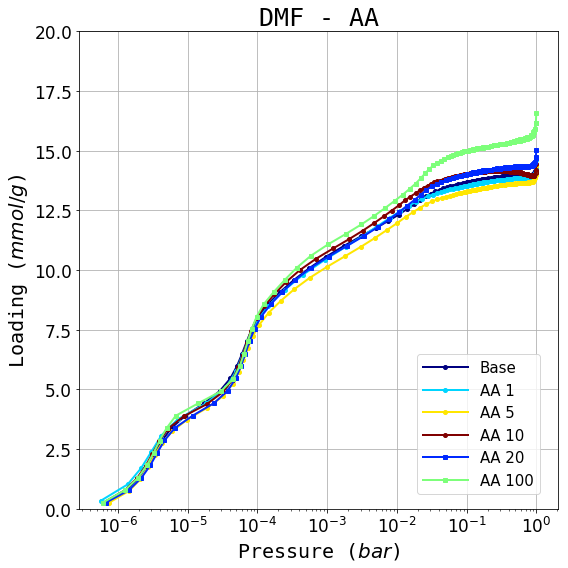 DMF - AA
Loading (mmol/g)
20.0
17.5
15.0
12.5
10.0
7.5
5.0
2.5
0.0
Base
AA 1
AA 5
AA 10
AA 20
AA 100
10⁻⁶ 10⁻⁵ 10⁻⁴ 10⁻³ 10⁻² 10⁻¹ 10⁰
Pressure (bar)